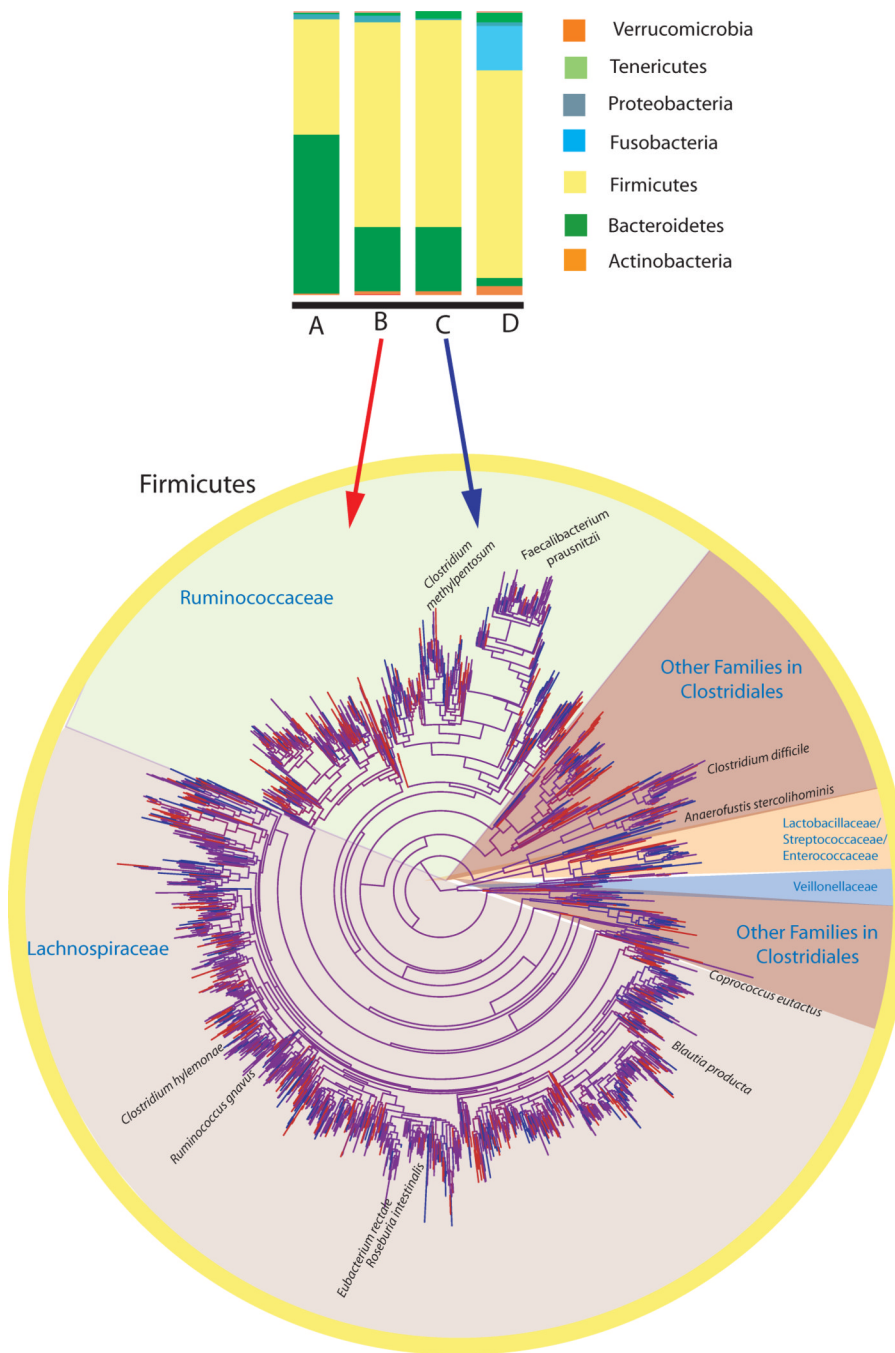 Verrucomicrobia
Tenericutes
Proteobacteria
Fusobacteria
Firmicutes
Bacteroidetes
Actinobacteria
A
B
C
D
Firmicutes
Ruminococcaceae
Clostridium
methylpentosum
Faecalibacterium
prausnitzii
Other Families in
Clostridiales
Clostridium difficile
Anaerofustis stercolihominis
Lactobacillaceae/
Streptococcaceae/
Enterococcaceae
Veillonellaceae
Other Families in
Clostridiales
Coprococcus eutactus
Blautia producta
Lachnospiraceae
Clostridium hylemonae
Ruminococcus gnavus
Eubacterium rectale
Roseburia intestinalis